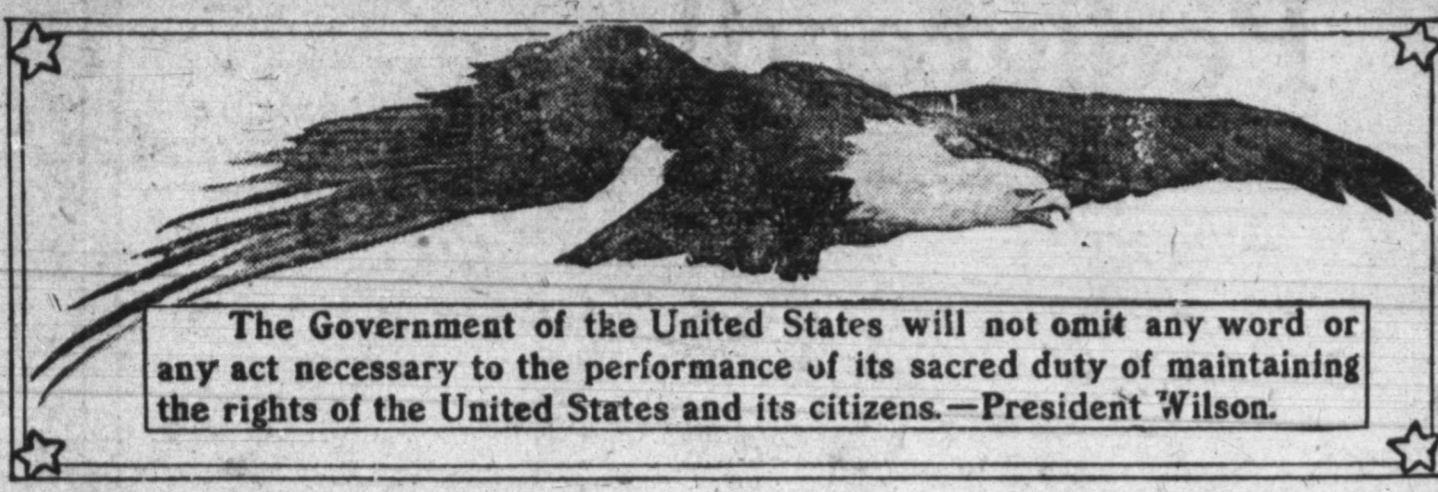 The Government of the United States will not omit any word or
any act necessary to the performance of its sacred duty of maintaining
the rights of the United States and its citizens.—President Wilson.